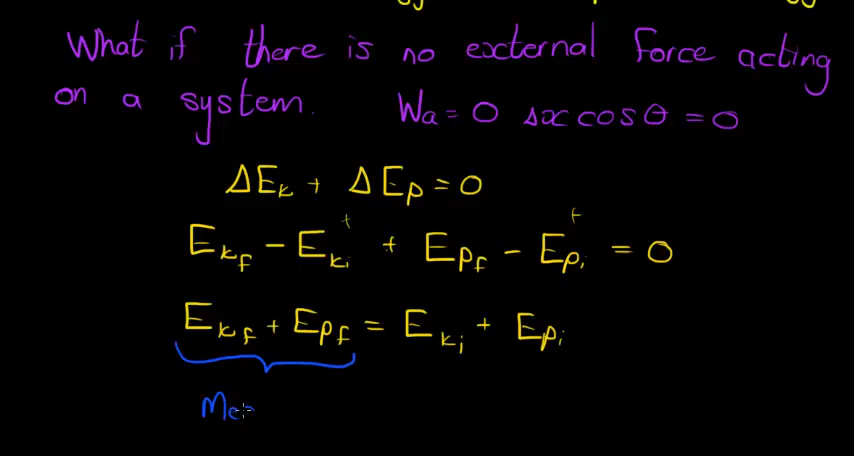 What if there is no external force acting
on a system. Wa = 0 Δx cos θ = 0
ΔEk + ΔEp = 0
+ +
Ekf - Eki + Epf - Epi = 0
Ekf + Epf = Eki + Epi